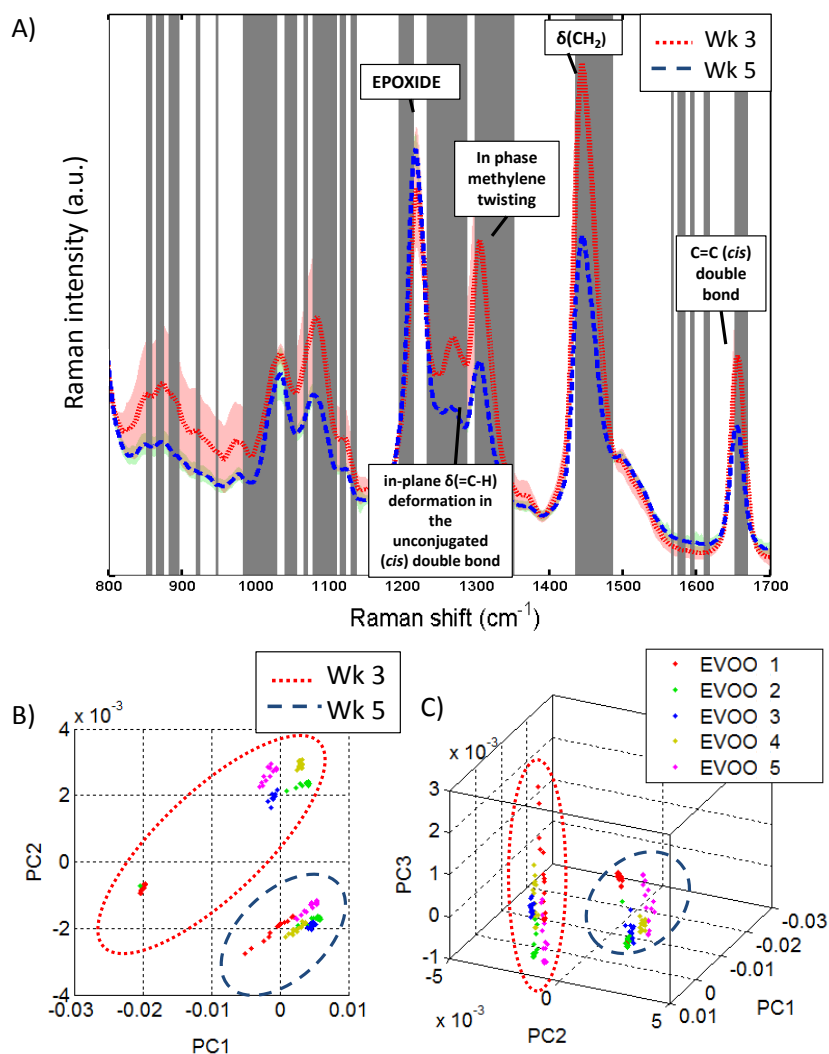 A)
Wk 3
Wk 5
δ(CH2)
EPOXIDE
In phase
methylene
twisting
C=C (cis)
double
bond
in-plane δ(=C-H)
deformation in
the
unconjugated
(cis) double bond
Raman intensity (a.u.)
800 900 1000 1100 1200 1300 1400 1500 1600 1700
Raman shift (cm-1)
B)
Wk 3
Wk 5
x 10-3
4
2
0
-2
-4
-0.03 -0.02 -0.01 0 0.01
PC2
PC1
C)
EVOO 1
EVOO 2
EVOO 3
EVOO 4
EVOO 5
x 10-3
3
2
1
0
-1
PC3
-5 0 5
x 10-3
PC2
-0.03
-0.02
-0.01
0
0.01
PC1